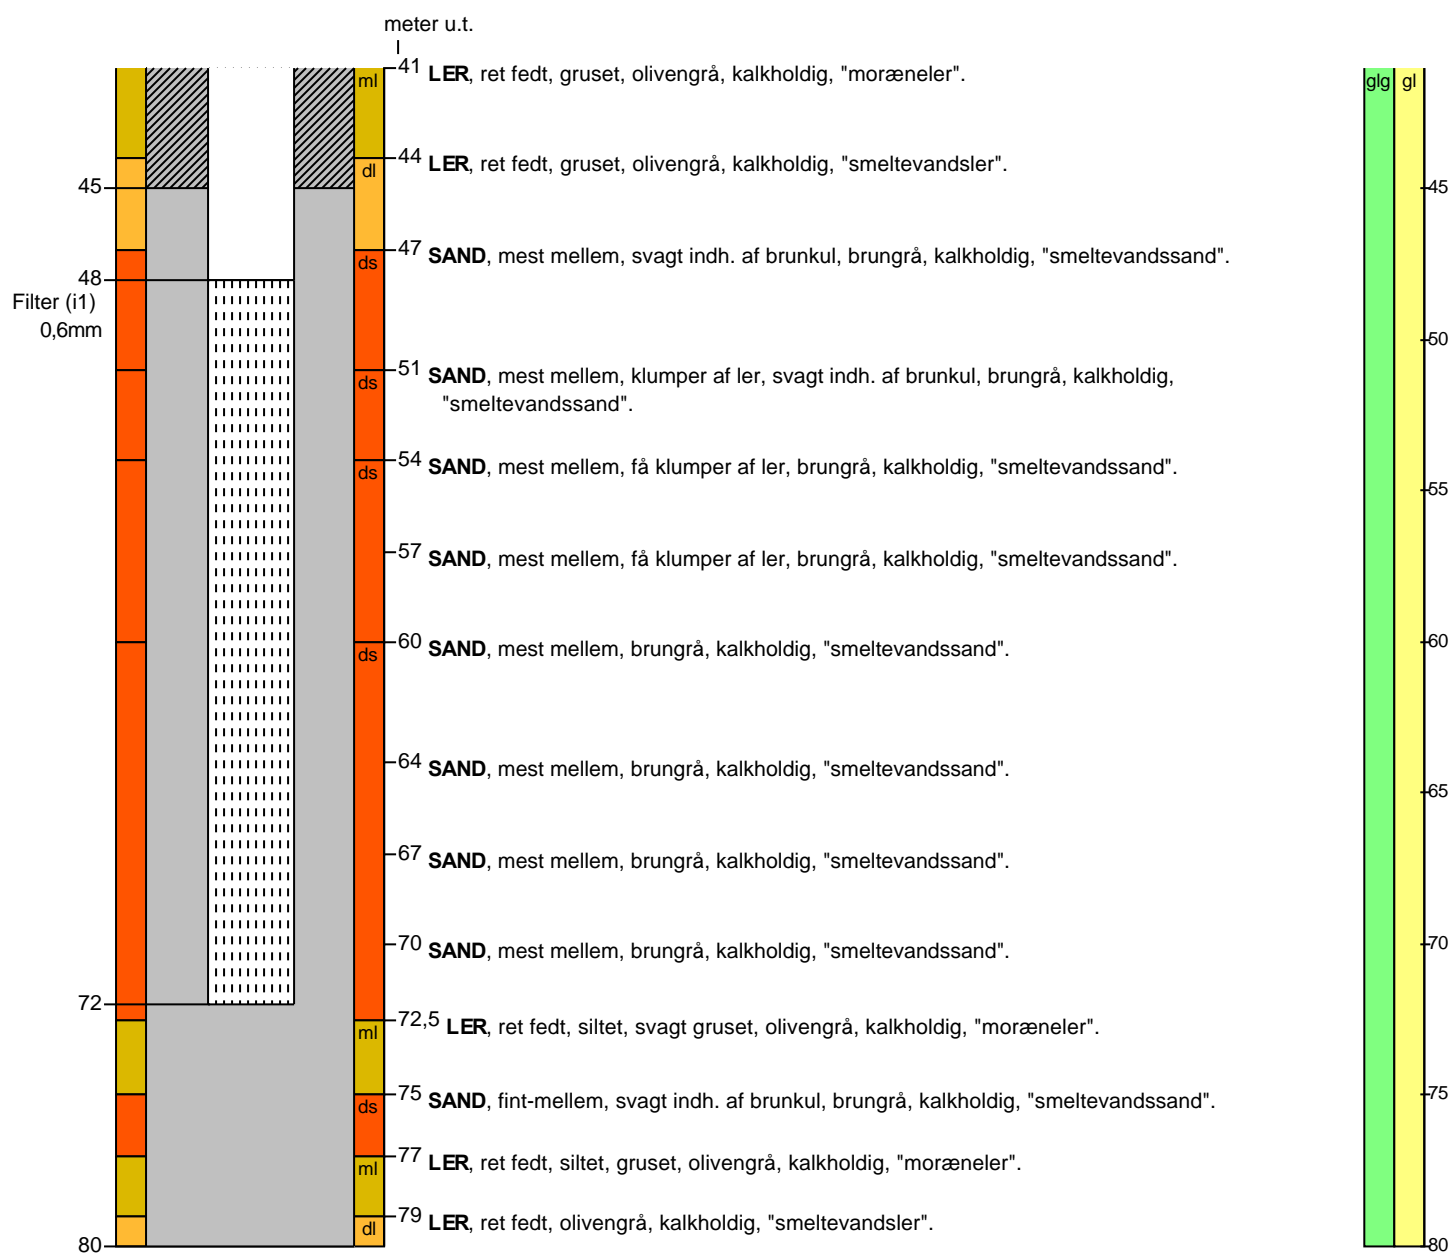 meter u.t.
41 LER, ret fedt, gruset, olivengrå, kalkholdig, "moræneler".
ml
glg gl
44 LER, ret fedt, gruset, olivengrå, kalkholdig, "smeltevandsler".
dl
45
45
47 SAND, mest mellem, svagt indh. af brunkul, brungrå, kalkholdig, "smeltevandssand".
ds
48
Filter (i1)
0,6mm
50
51 SAND, mest mellem, klumper af ler, svagt indh. af brunkul, brungrå, kalkholdig,
"smeltevandssand".
ds
54 SAND, mest mellem, få klumper af ler, brungrå, kalkholdig, "smeltevandssand".
ds
55
57 SAND, mest mellem, få klumper af ler, brungrå, kalkholdig, "smeltevandssand".
60 SAND, mest mellem, brungrå, kalkholdig, "smeltevandssand".
60
ds
64 SAND, mest mellem, brungrå, kalkholdig, "smeltevandssand".
65
67 SAND, mest mellem, brungrå, kalkholdig, "smeltevandssand".
70 SAND, mest mellem, brungrå, kalkholdig, "smeltevandssand".
70
72
72,5 LER, ret fedt, siltet, svagt gruset, olivengrå, kalkholdig, "moræneler".
ml
75 SAND, fint-mellem, svagt indh. af brunkul, brungrå, kalkholdig, "smeltevandssand".
75
ds
77 LER, ret fedt, siltet, gruset, olivengrå, kalkholdig, "moræneler".
ml
79 LER, ret fedt, olivengrå, kalkholdig, "smeltevandsler".
dl
80
80